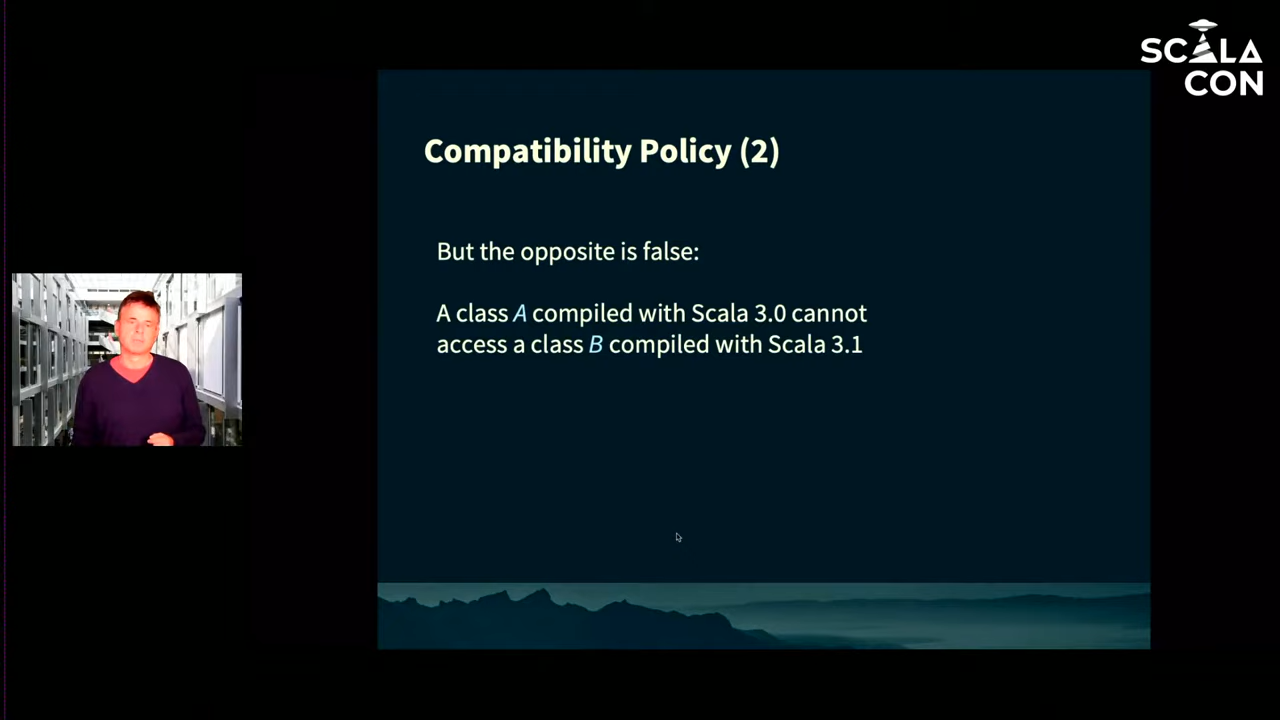 SCALA
CON
Compatibility Policy (2)
But the opposite is false:
A class A compiled with Scala 3.0 cannot
access a class B compiled with Scala 3.1